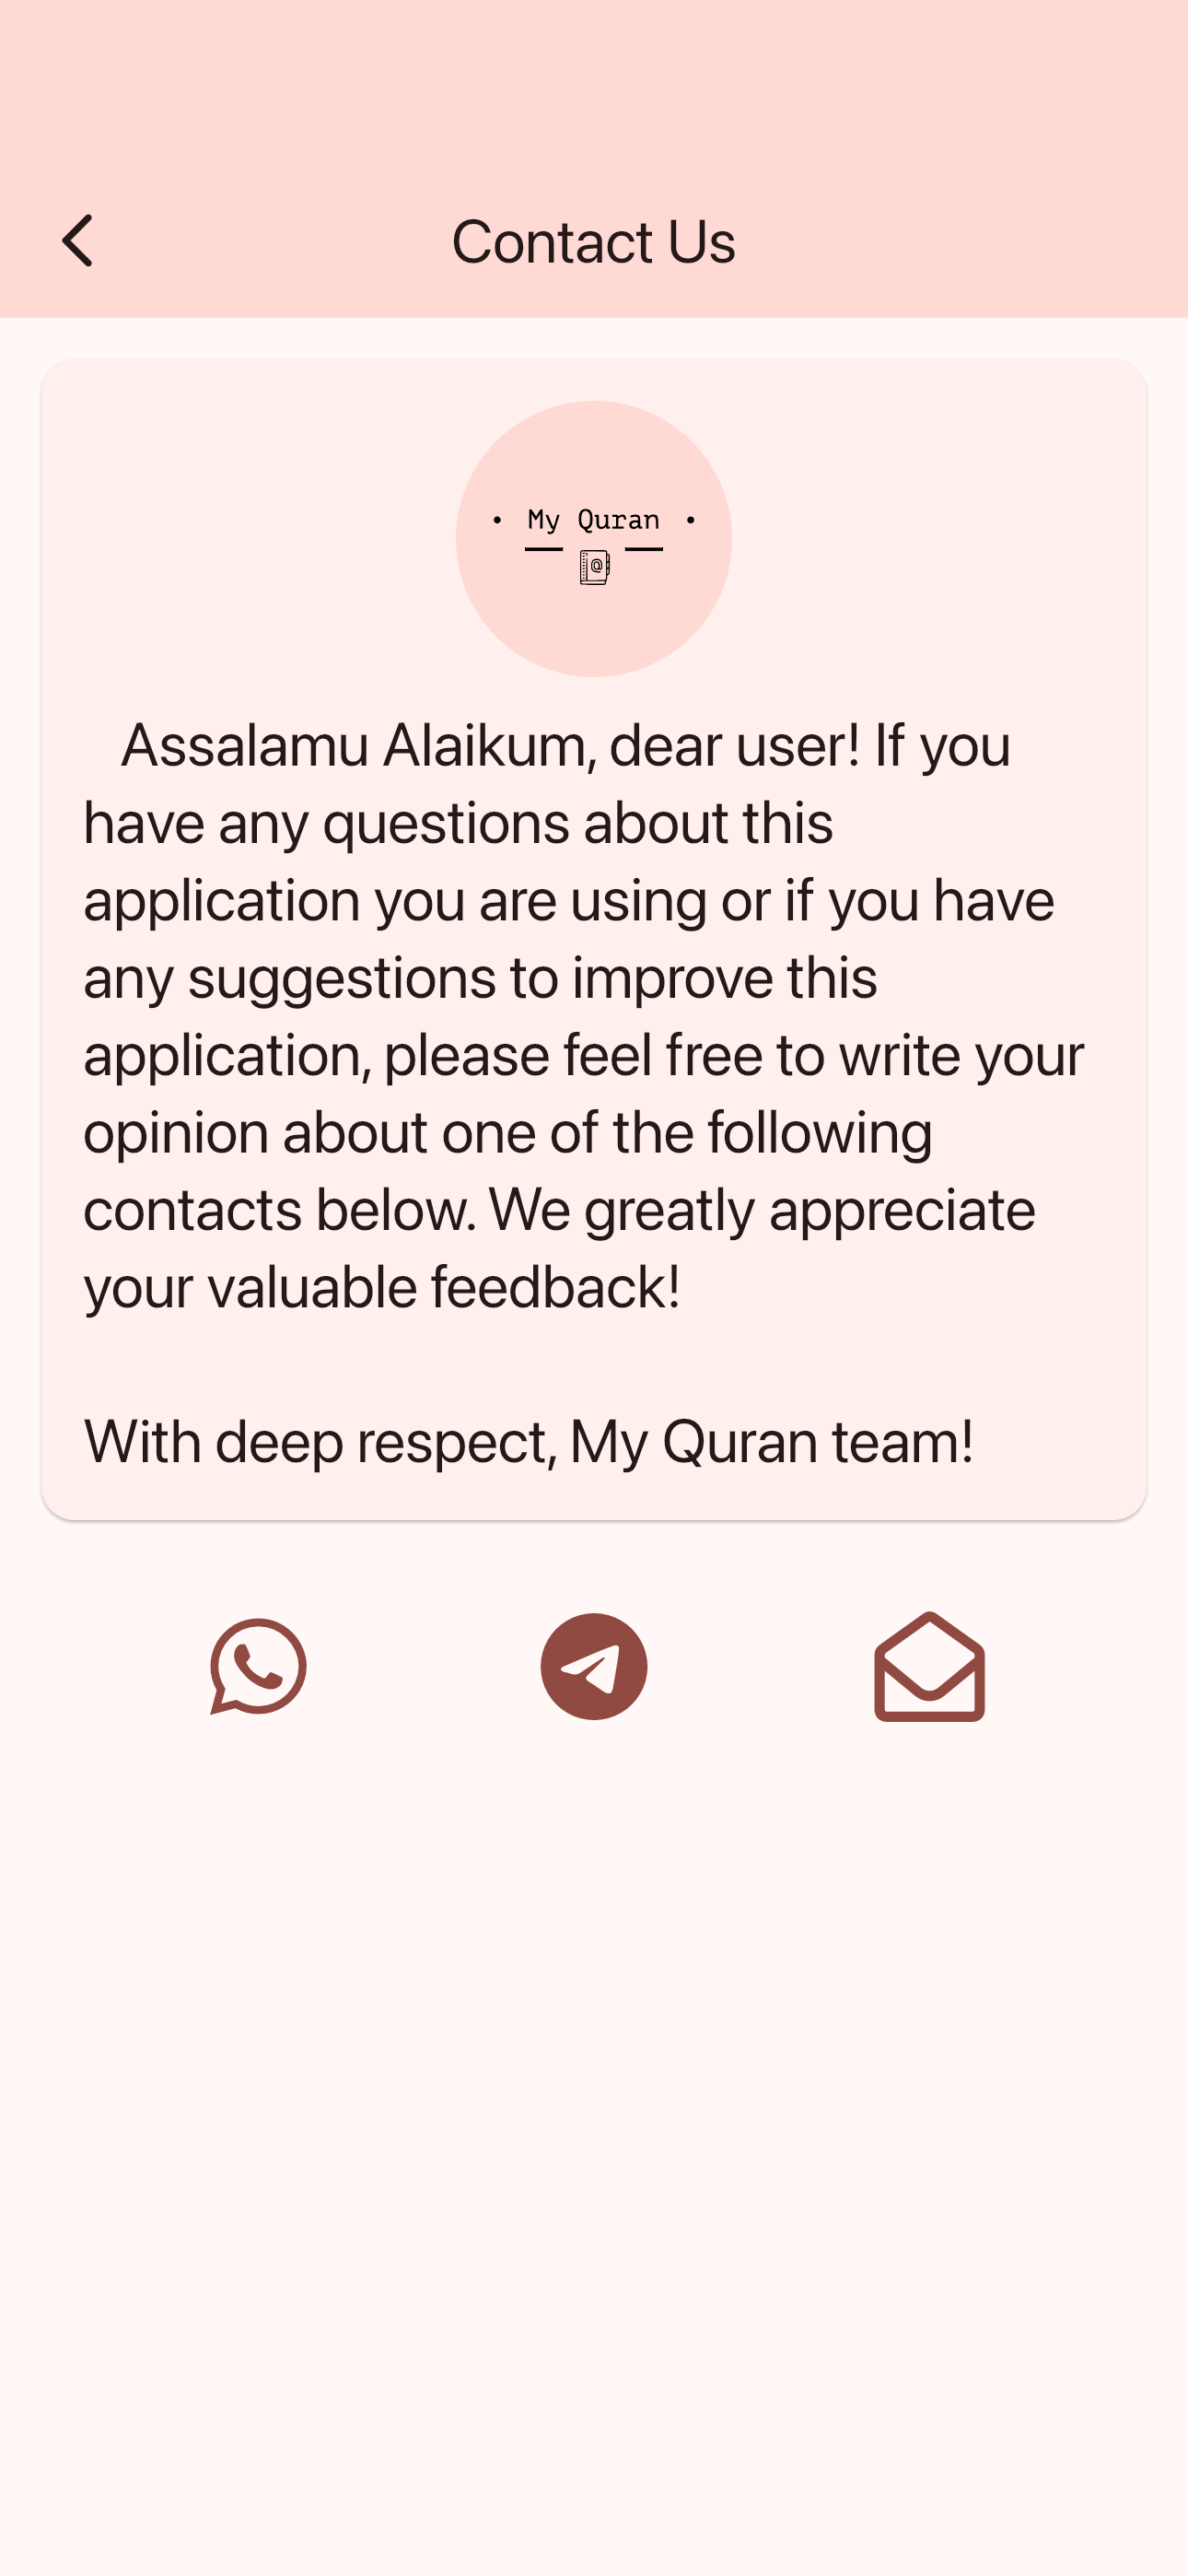 Contact Us
• My Quran •
@
Assalamu Alaikum, dear user! If you
have any questions about this
application you are using or if you have
any suggestions to improve this
application, please feel free to write your
opinion about one of the following
contacts below. We greatly appreciate
your valuable feedback!
With deep respect, My Quran team!